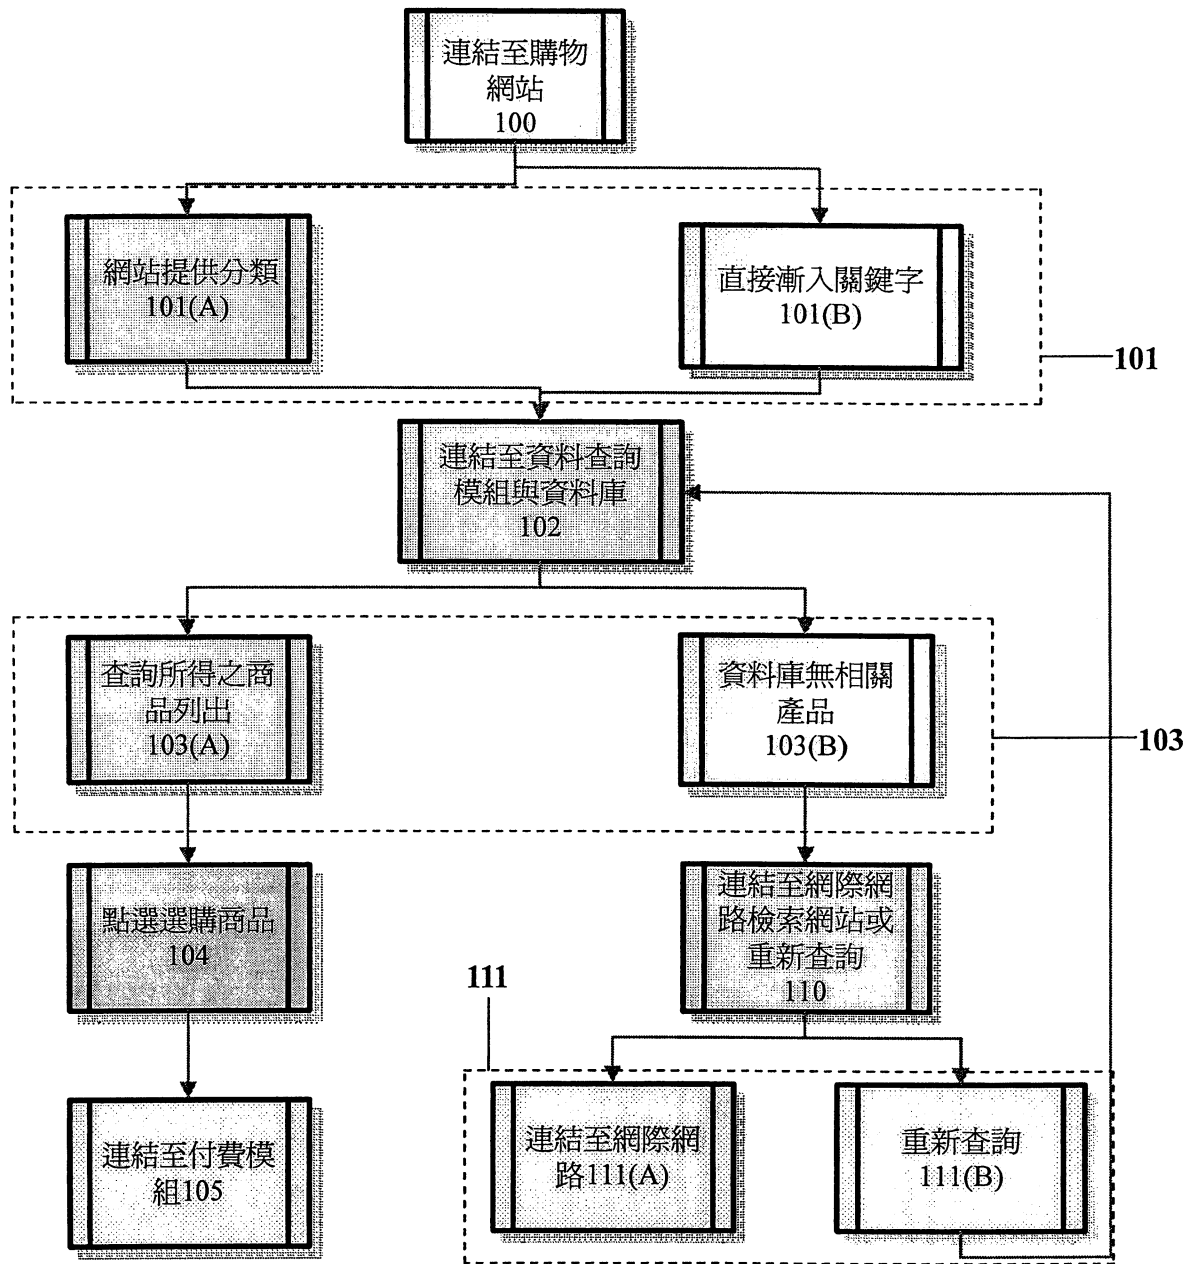 連結至購物
網站
100
網站提供分類
101(A)
直接漸入關鍵字
101(B)
101
連結至資料查詢
模組與資料庫
102
查詢所得之商
品列出
103(A)
資料庫無相關
產品
103(B)
103
點選選購商品
104
連結至網際網
路檢索網站或
重新查詢
110
111
連結至付費模
組105
連結至網際網
路111(A)
重新查詢
111(B)